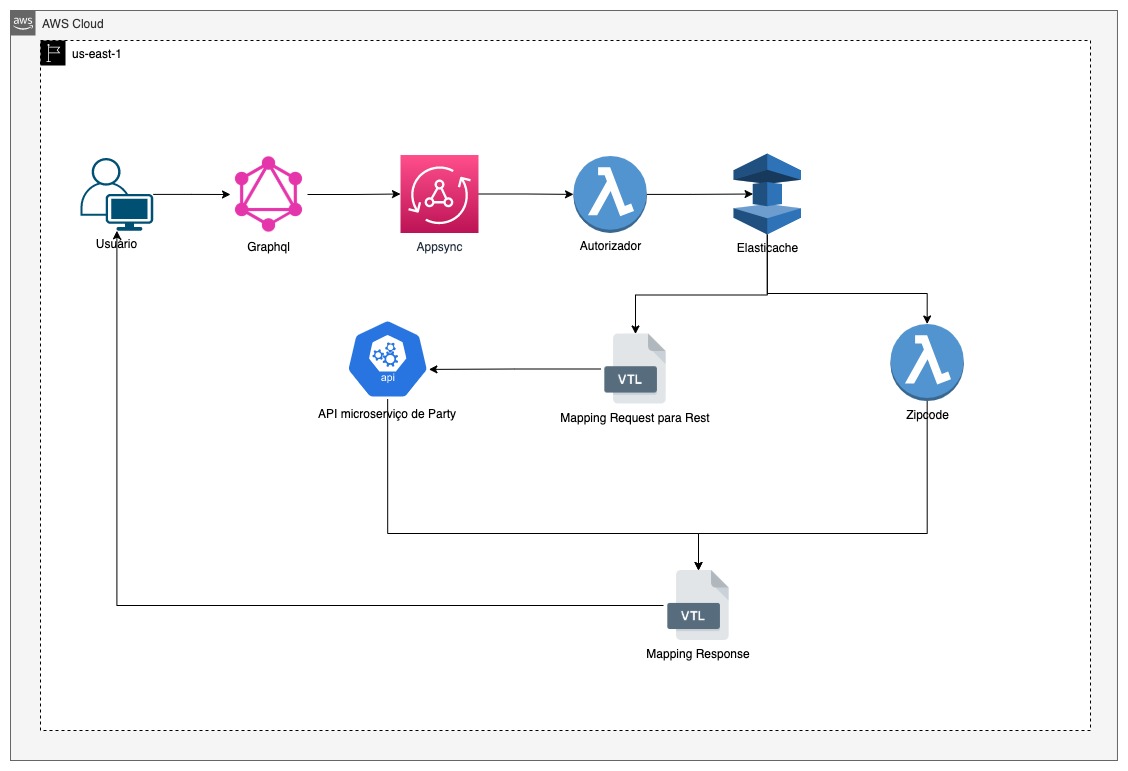 aws
AWS Cloud
us-east-1
Usuário
Graphql
Appsync
Autorizador
Elasticache
api
API microserviço de Party
VTL
Mapping Request para Rest
Zipcode
VTL
Mapping Response